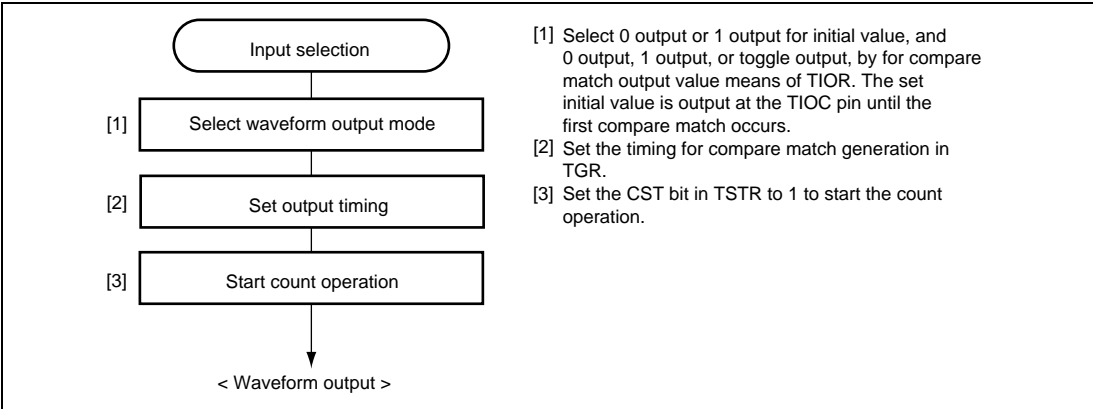 Input selection
[1] Select waveform output mode
[2] Set output timing
[3] Start count operation
< Waveform output >
[1] Select 0 output or 1 output for initial value, and
0 output, 1 output, or toggle output, by for compare
match output value means of TIOR. The set
initial value is output at the TIOC pin until the
first compare match occurs.
[2] Set the timing for compare match generation in
TGR.
[3] Set the CST bit in TSTR to 1 to start the count
operation.